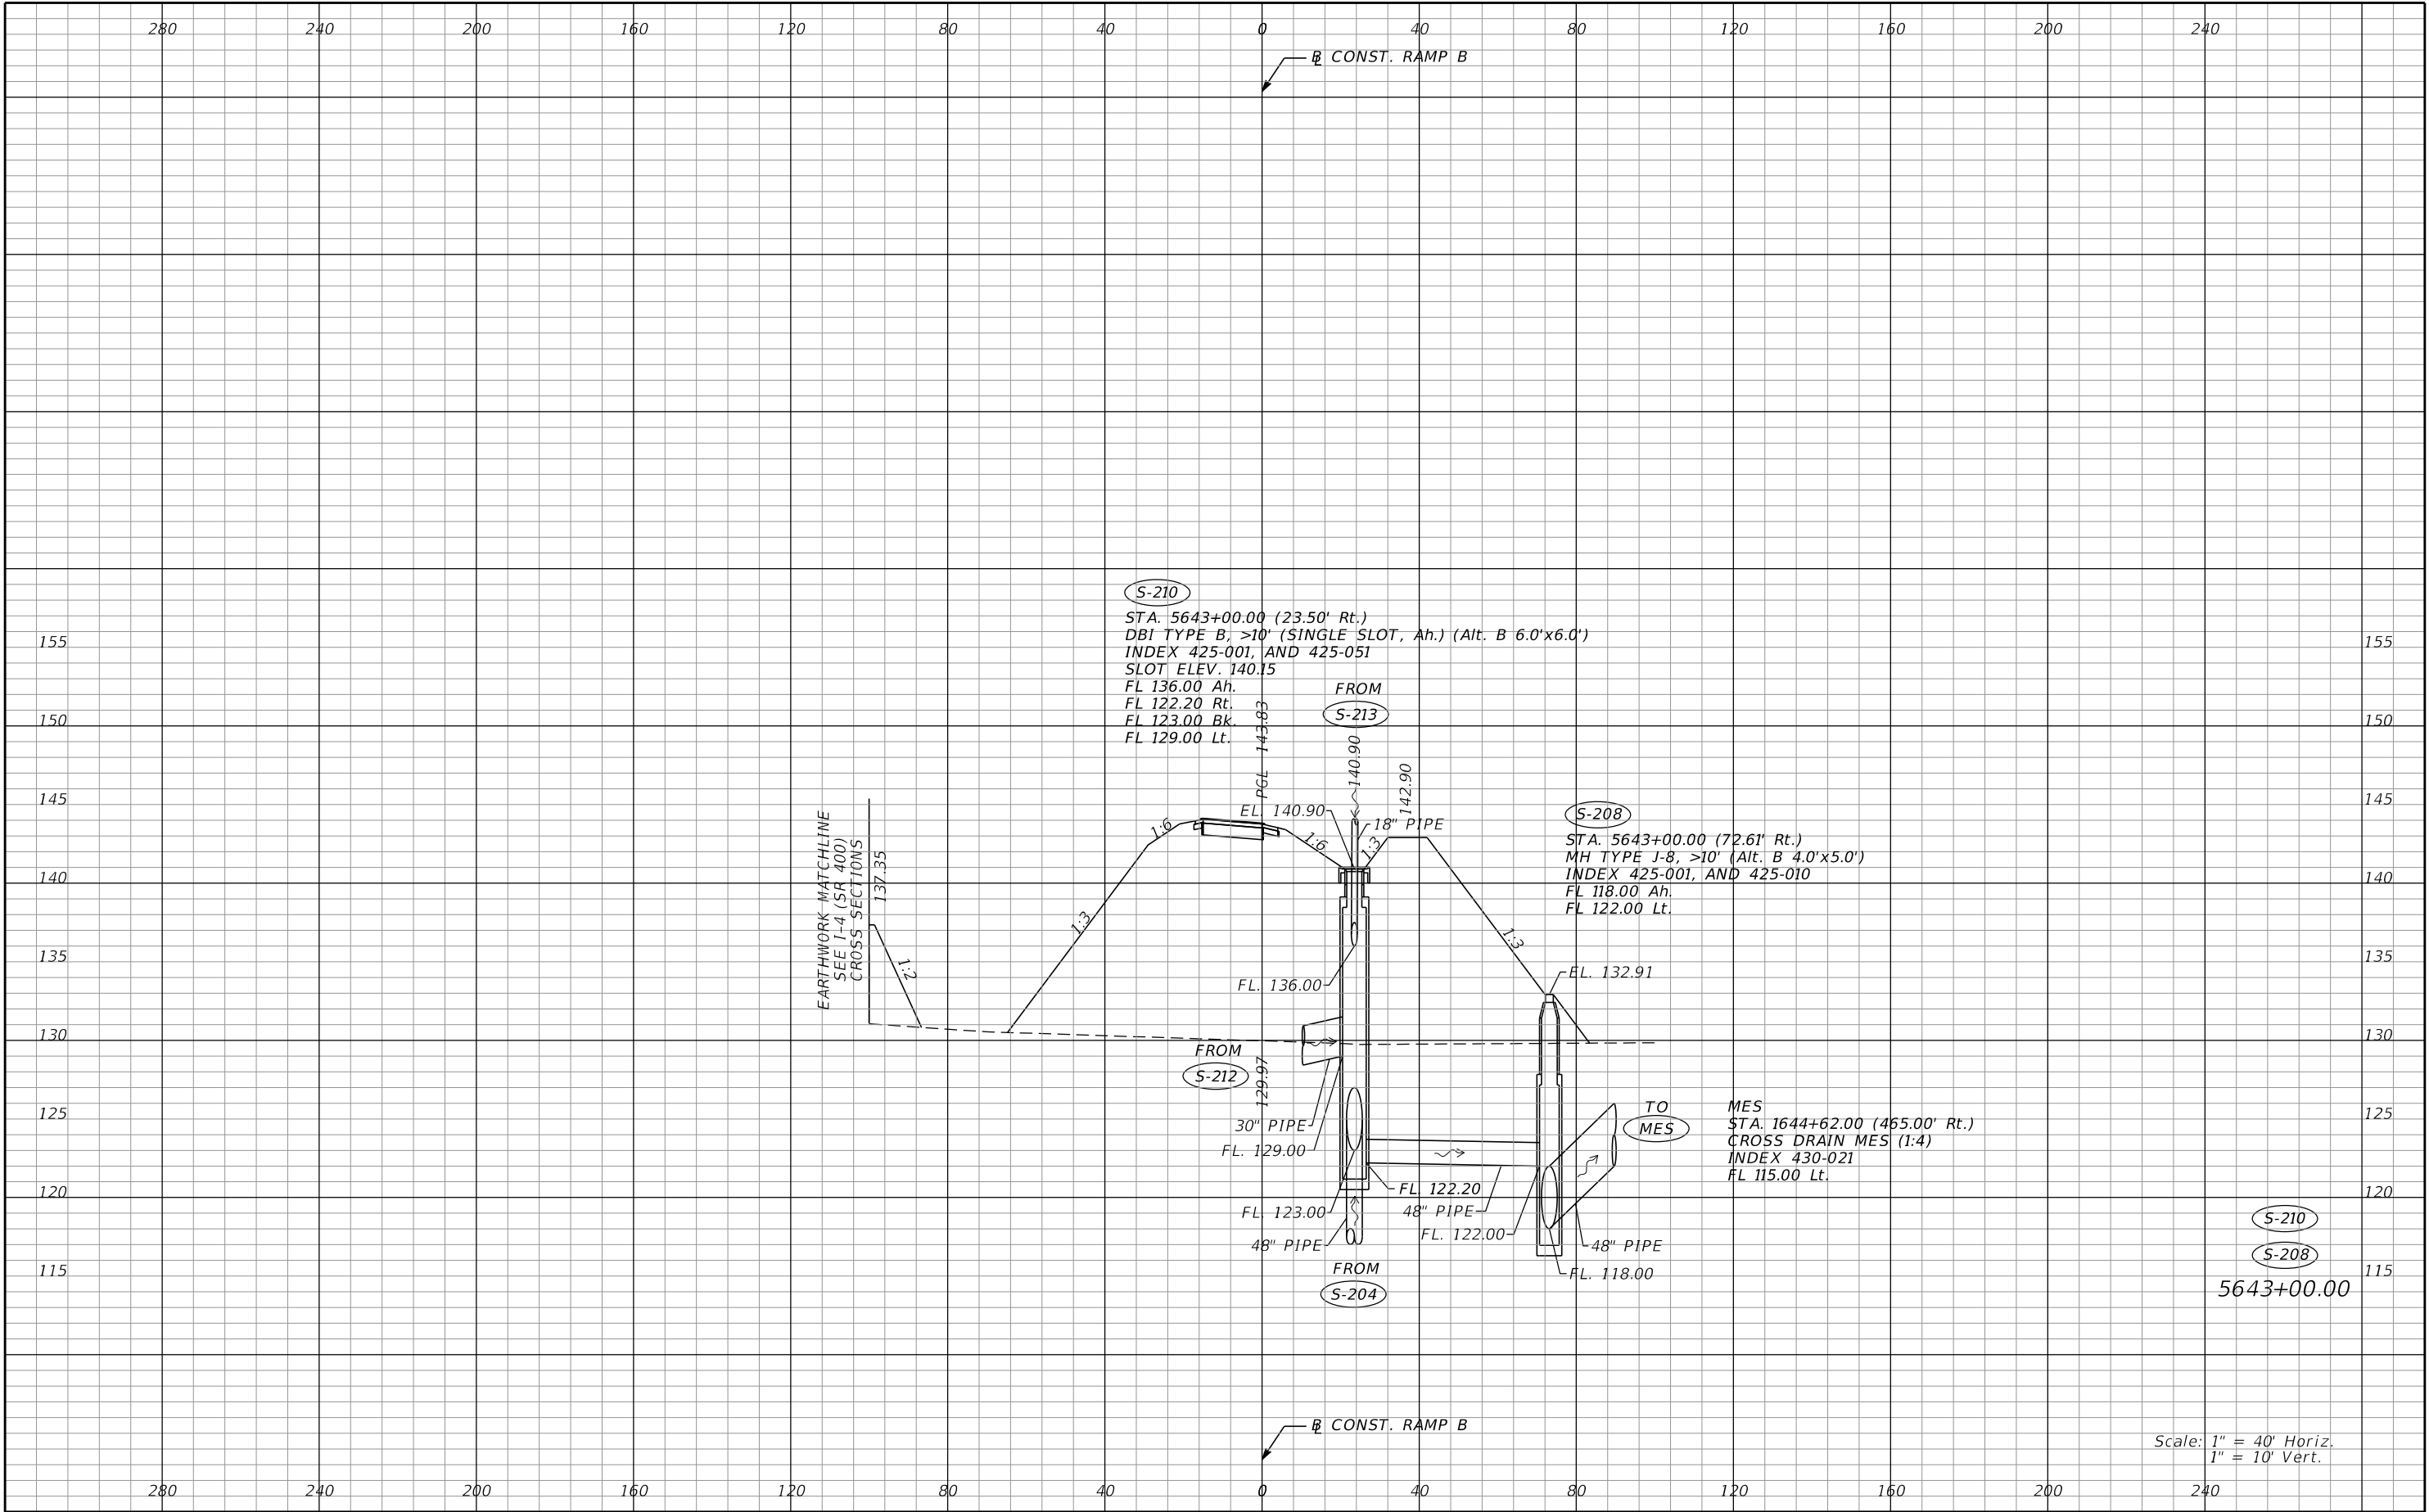 280 240 200 160 120 80 40 0 40 80 120 160 200 240
BL CONST. RAMP B
S-210
STA. 5643+00.00 (23.50' Rt.)
DBI TYPE B, >10' (SINGLE SLOT, Ah.) (Alt. B 6.0'x6.0')
INDEX 425-001, AND 425-051
SLOT ELEV. 140.15
FL 136.00 Ah.
FL 122.20 Rt.
FL 123.00 Bk.
FL 129.00 Lt.
155
155
150
150
145
145
140
140
135
135
130
130
125
125
120
120
115
115
FROM
S-213
PGL 143.83
140.90
142.90
EL. 140.90
18" PIPE
1:6
1:6
1:3
1:3
1:3
1:2
EARTHWORK MATCHLINE
SEE I-4 (SR 400)
CROSS SECTIONS
137.35
S-208
STA. 5643+00.00 (72.61' Rt.)
MH TYPE J-8, >10' (Alt. B 4.0'x5.0')
INDEX 425-001, AND 425-010
FL 118.00 Ah.
FL 122.00 Lt.
EL. 132.91
FL. 136.00
FROM
S-212
129.97
30" PIPE
FL. 129.00
TO
MES
MES
STA. 1644+62.00 (465.00' Rt.)
CROSS DRAIN MES (1:4)
INDEX 430-021
FL 115.00 Lt.
FL. 122.20
FL. 123.00
48" PIPE
FL. 122.00
48" PIPE
48" PIPE
FL. 118.00
FROM
S-204
S-210
S-208
5643+00.00
BL CONST. RAMP B
Scale: 1" = 40' Horiz.
1" = 10' Vert.
280 240 200 160 120 80 40 0 40 80 120 160 200 240